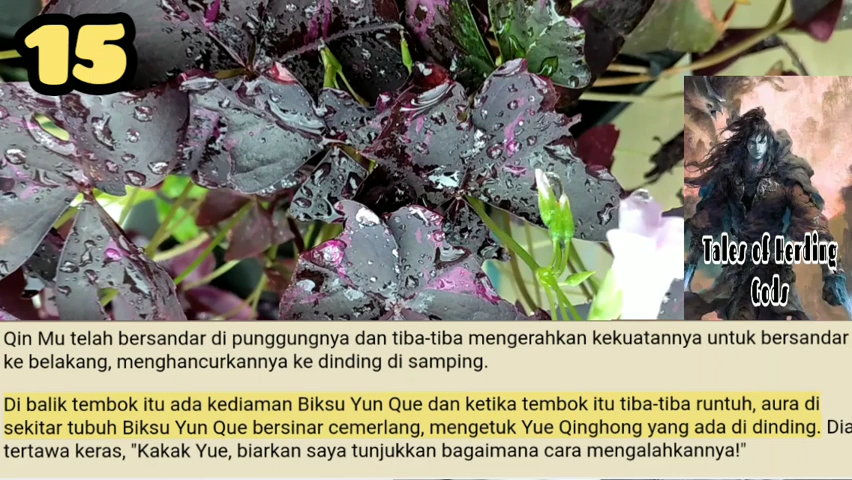 15
Tales of Herding
Gods
Qin Mu telah bersandar di punggungnya dan tiba-tiba mengerahkan kekuatannya untuk bersandar
ke belakang, menghancurkannya ke dinding di samping.
Di balik tembok itu ada kediaman Biksu Yun Que dan ketika tembok itu tiba-tiba runtuh, aura di
sekitar tubuh Biksu Yun Que bersinar cemerlang, mengetuk Yue Qinghong yang ada di dinding. Dia
tertawa keras, "Kakak Yue, biarkan saya tunjukkan bagaimana cara mengalahkannya!"